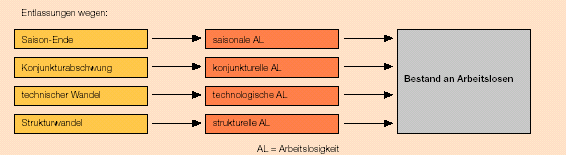 Entlassungen wegen:
Saison-Ende
saisonale AL
Konjunkturabschwung
konjunkturelle AL
Bestand an Arbeitslosen
technischer Wandel
technologische AL
Strukturwandel
strukturelle AL
AL = Arbeitslosigkeit